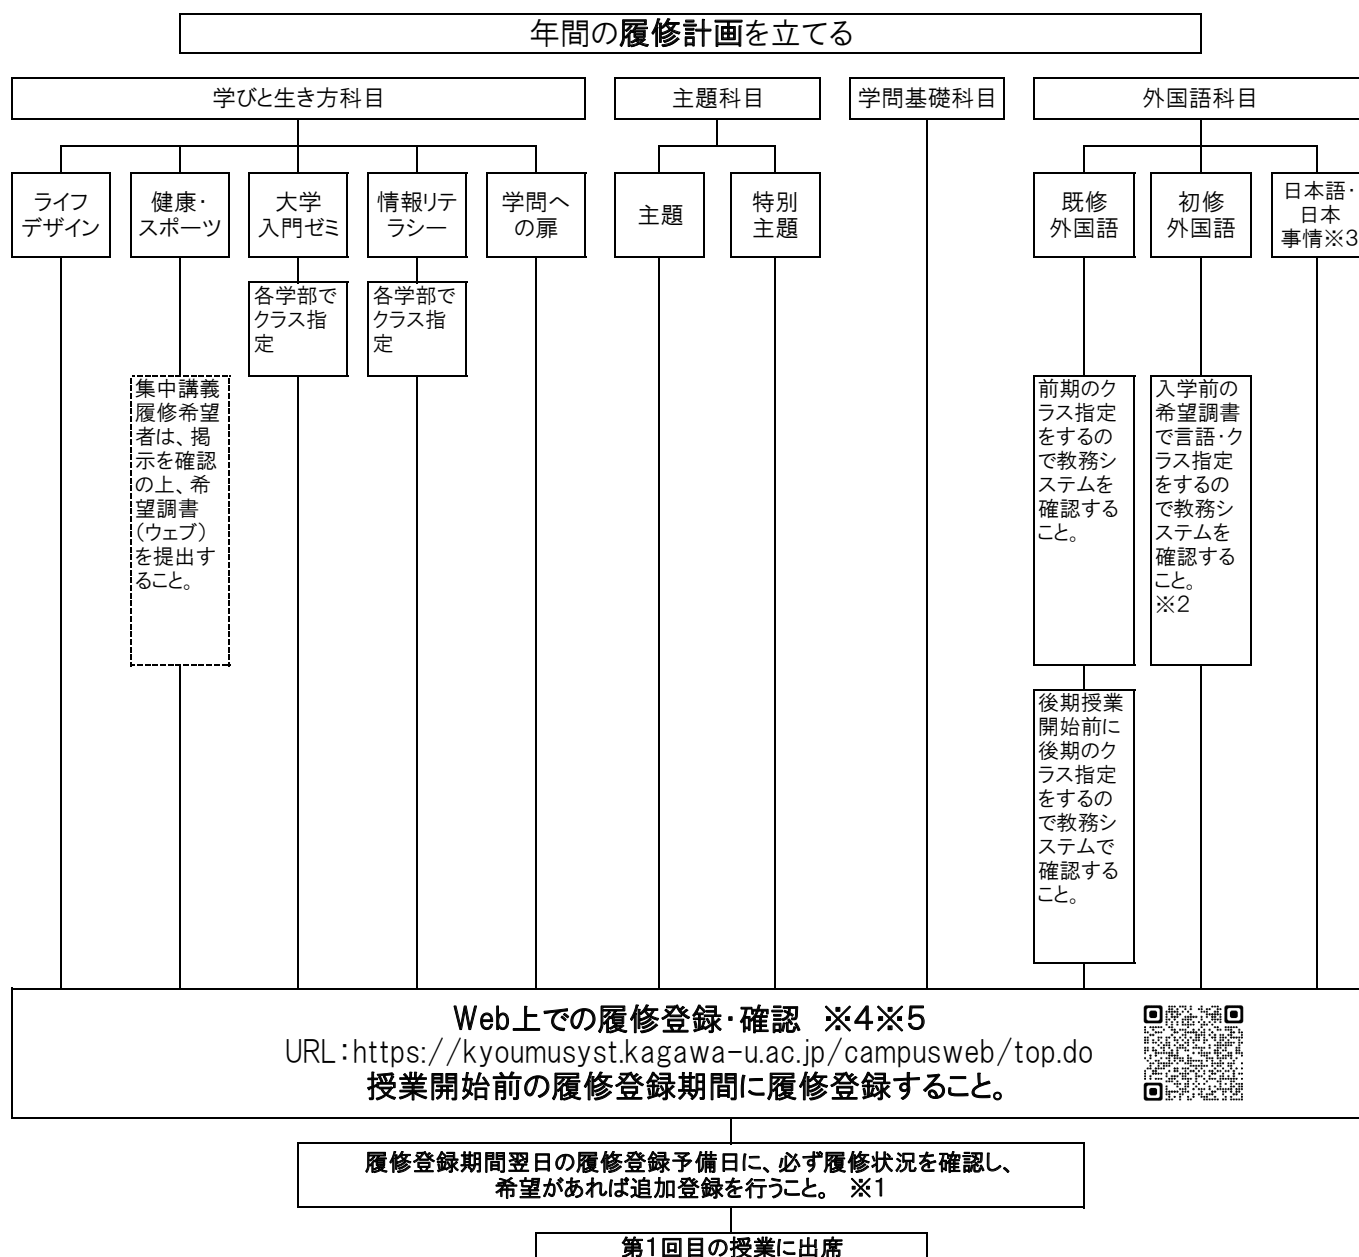 年間の履修計画を立てる
学びと生き方科目
主題科目
学問基礎科目
外国語科目
ライフ
デザイン
健康・
スポーツ
大学
入門ゼミ
情報リテ
ラシー
学問へ
の扉
主題
特別
主題
既修
外国語
初修
外国語
日本語・
日本
事情※3
各学部で
クラス指
定
各学部で
クラス指
定
集中講義
履修希望
者は、掲
示を確認
の上、希
望調書
(ウェブ)
を提出す
ること。
前期のク
ラス指定
をするの
で教務シ
ステムを
確認する
こと。
入学前の
希望調書
で言語・ク
ラス指定
をするの
で教務シ
ステムを
確認する
こと。
※2
後期授業
開始前に
後期のク
ラス指定
をするの
で教務シ
ステムで
確認する
こと。
Web上での履修登録・確認 ※4※5
URL:https://kyoumusyst.kagawa-u.ac.jp/campusweb/top.do
授業開始前の履修登録期間に履修登録すること。
履修登録期間翌日の履修登録予備日に、必ず履修状況を確認し、
希望があれば追加登録を行うこと。 ※1
第1回目の授業に出席